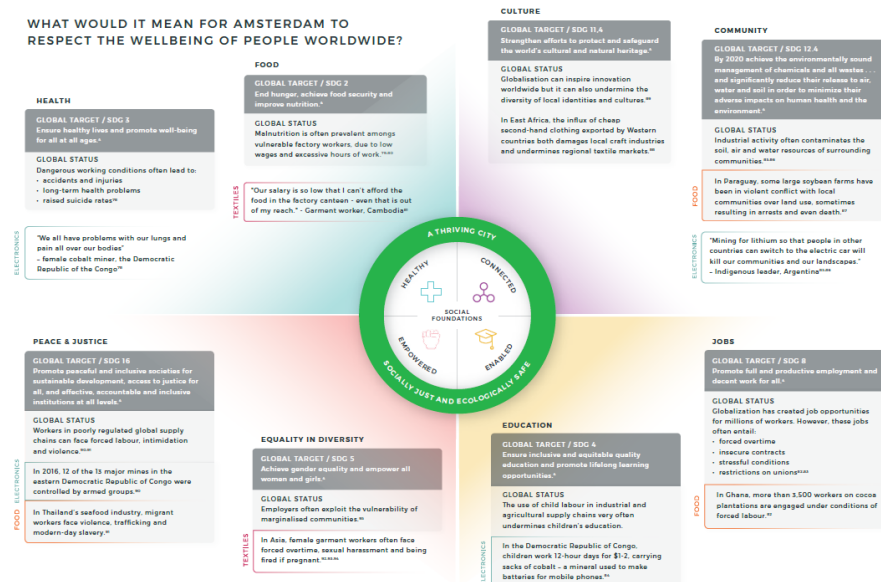 WHAT WOULD IT MEAN FOR AMSTERDAM TO
RESPECT THE WELLBEING OF PEOPLE WORLDWIDE?
HEALTH
GLOBAL TARGET / SDG 3
Ensure healthy lives and promote well-being
for all at all ages.
GLOBAL STATUS
Dangerous working conditions often lead to:
• accidents and injuries
• long-term health problems
• raised suicide rates
ELECTRONICS
"We all have problems with our lungs and
pain all over our bodies"
– female cobalt miner, the Democratic
Republic of the Congo
FOOD
GLOBAL TARGET / SDG 2
End hunger, achieve food security and
improve nutrition.
GLOBAL STATUS
Malnutrition is often prevalent amongs
vulnerable factory workers, due to low
wages and excessive hours of work.
TEXTILES
"Our salary is so low that I can't afford the
food in the factory canteen - even that is out
of my reach." - Garment worker, Cambodia
CULTURE
GLOBAL TARGET / SDG 11,4
Strengthen efforts to protect and safeguard
the world's cultural and natural heritage.
GLOBAL STATUS
Globalisation can inspire innovation
worldwide but it can also undermine the
diversity of local identities and cultures.
In East Africa, the influx of cheap
second-hand clothing exported by Western
countries both damages local craft industries
and undermines regional textile markets.
COMMUNITY
GLOBAL TARGET / SDG 12.4
By 2020 achieve the environmentally sound
management of chemicals and all wastes . . .
and significantly reduce their release to air,
water and soil in order to minimize their
adverse impacts on human health and the
environment.
GLOBAL STATUS
Industrial activity often contaminates the
soil, air and water resources of surrounding
communities.
FOOD
In Paraguay, some large soybean farms have
been in violent conflict with local
communities over land use, sometimes
resulting in arrests and even death.
ELECTRONICS
"Mining for lithium so that people in other
countries can switch to the electric car will
kill our communities and our landscapes."
– Indigenous leader, Argentina
A THRIVING CITY
HEALTHY
CONNECTED
SOCIAL
FOUNDATIONS
EMPOWERED
ENABLED
SOCIALLY JUST AND ECOLOGICALLY SAFE
PEACE & JUSTICE
GLOBAL TARGET / SDG 16
Promote peaceful and inclusive societies for
sustainable development, access to justice for
all, and effective, accountable and inclusive
institutions at all levels.
GLOBAL STATUS
Workers in poorly regulated global supply
chains can face forced labour, intimidation
and violence.
ELECTRONICS
In 2016, 12 of the 13 major mines in the
eastern Democratic Republic of Congo were
controlled by armed groups.
FOOD
In Thailand's seafood industry, migrant
workers face violence, trafficking and
modern-day slavery.
EQUALITY IN DIVERSITY
GLOBAL TARGET / SDG 5
Achieve gender equality and empower all
women and girls.
GLOBAL STATUS
Employers often exploit the vulnerability of
marginalised communities.
TEXTILES
In Asia, female garment workers often face
forced overtime, sexual harassment and being
fired if pregnant.
EDUCATION
GLOBAL TARGET / SDG 4
Ensure inclusive and equitable quality
education and promote lifelong learning
opportunities.
GLOBAL STATUS
The use of child labour in industrial and
agricultural supply chains very often
undermines children's education.
ELECTRONICS
In the Democratic Republic of Congo,
children work 12-hour days for $1-2, carrying
sacks of cobalt – a mineral used to make
batteries for mobile phones.
JOBS
GLOBAL TARGET / SDG 8
Promote full and productive employment and
decent work for all.
GLOBAL STATUS
Globalization has created job opportunities
for millions of workers. However, these jobs
often entail:
• forced overtime
• insecure contracts
• stressful conditions
• restrictions on unions
FOOD
In Ghana, more than 3,500 workers on cocoa
plantations are engaged under conditions of
forced labour.